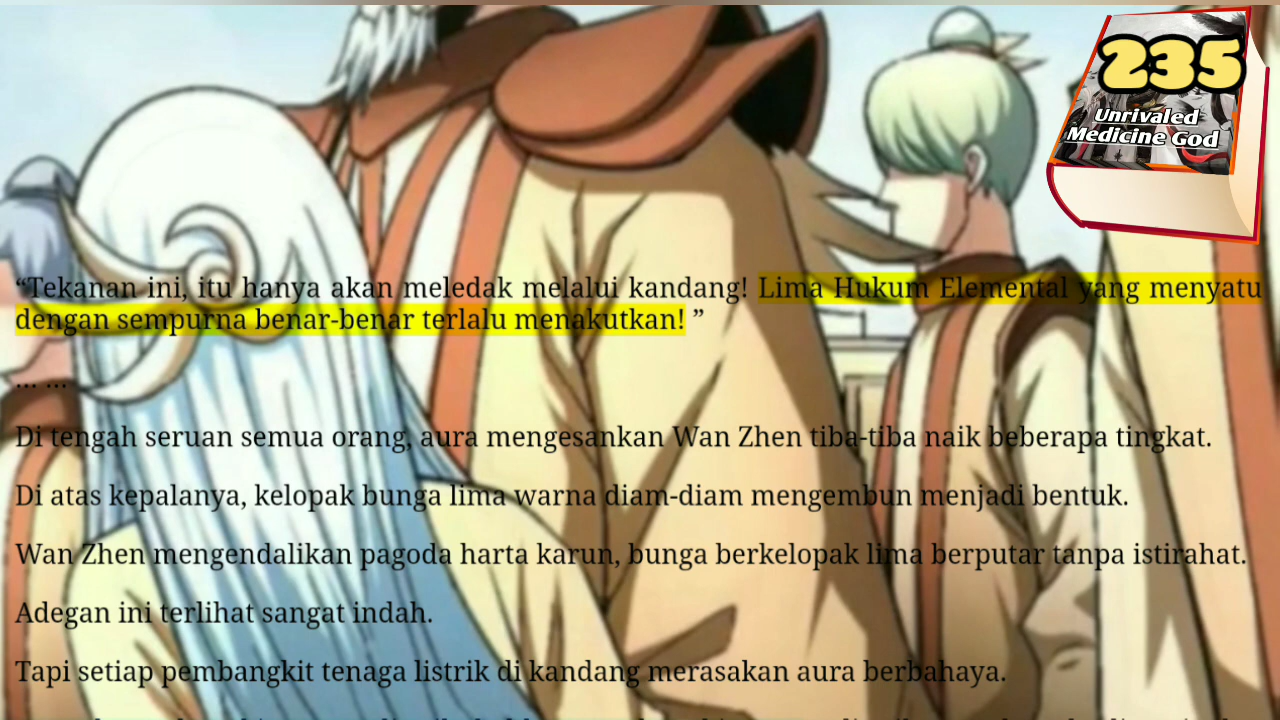 235
Unrivaled
Medicine God
“Tekanan ini, itu hanya akan meledak melalui kandang! Lima Hukum Elemental yang menyatu
dengan sempurna benar-benar terlalu menakutkan! ”
... ...
Di tengah seruan semua orang, aura mengesankan Wan Zhen tiba-tiba naik beberapa tingkat.
Di atas kepalanya, kelopak bunga lima warna diam-diam mengembun menjadi bentuk.
Wan Zhen mengendalikan pagoda harta karun, bunga berkelopak lima berputar tanpa istirahat.
Adegan ini terlihat sangat indah.
Tapi setiap pembangkit tenaga listrik di kandang merasakan aura berbahaya.